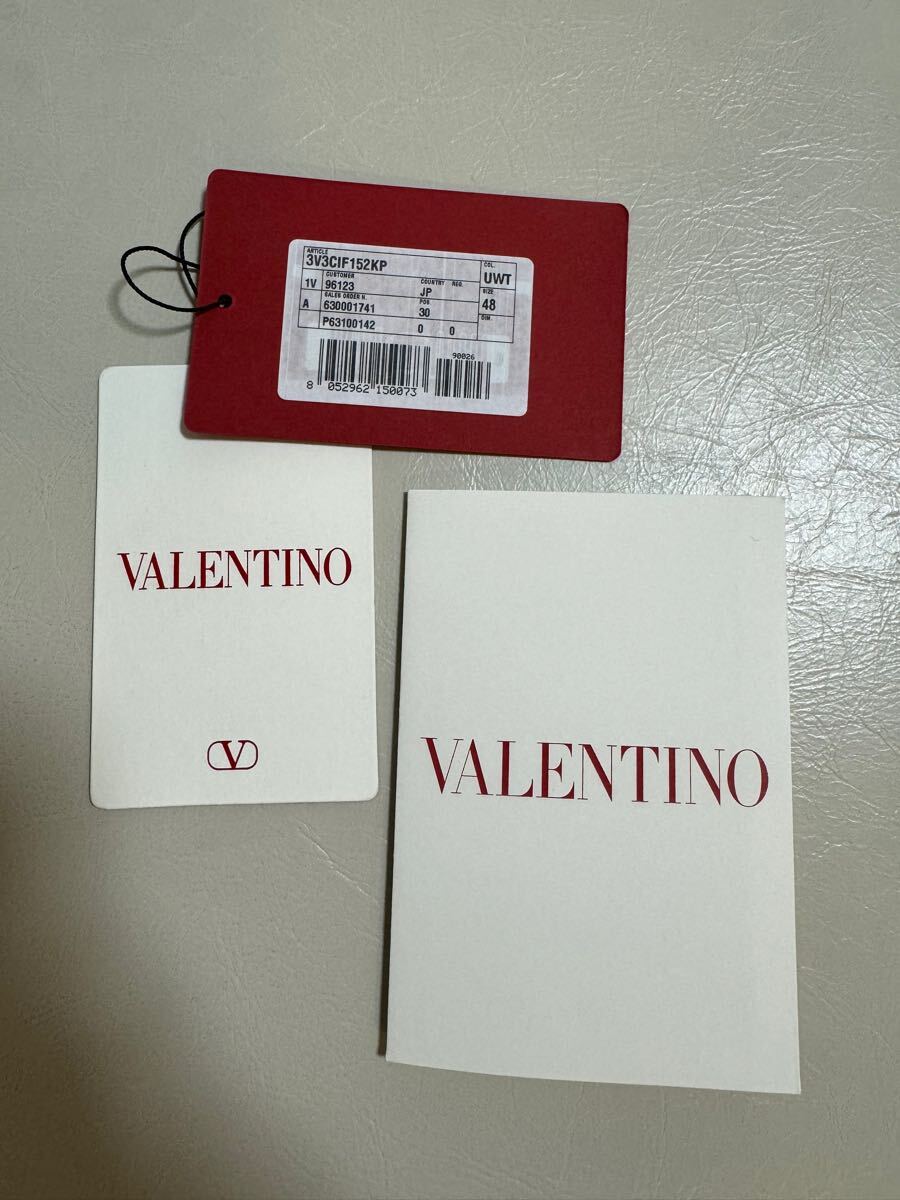 ARTICLE COL.
3V3CIF152KP UWT
CUSTOMER COUNTRY REG. SIZE
1V 96123 JP 48
SALES ORDER N. POS. DIM.
A 630001741 30
P63100142 0 0
90026
8 052962 150073
VALENTINO
V
VALENTINO